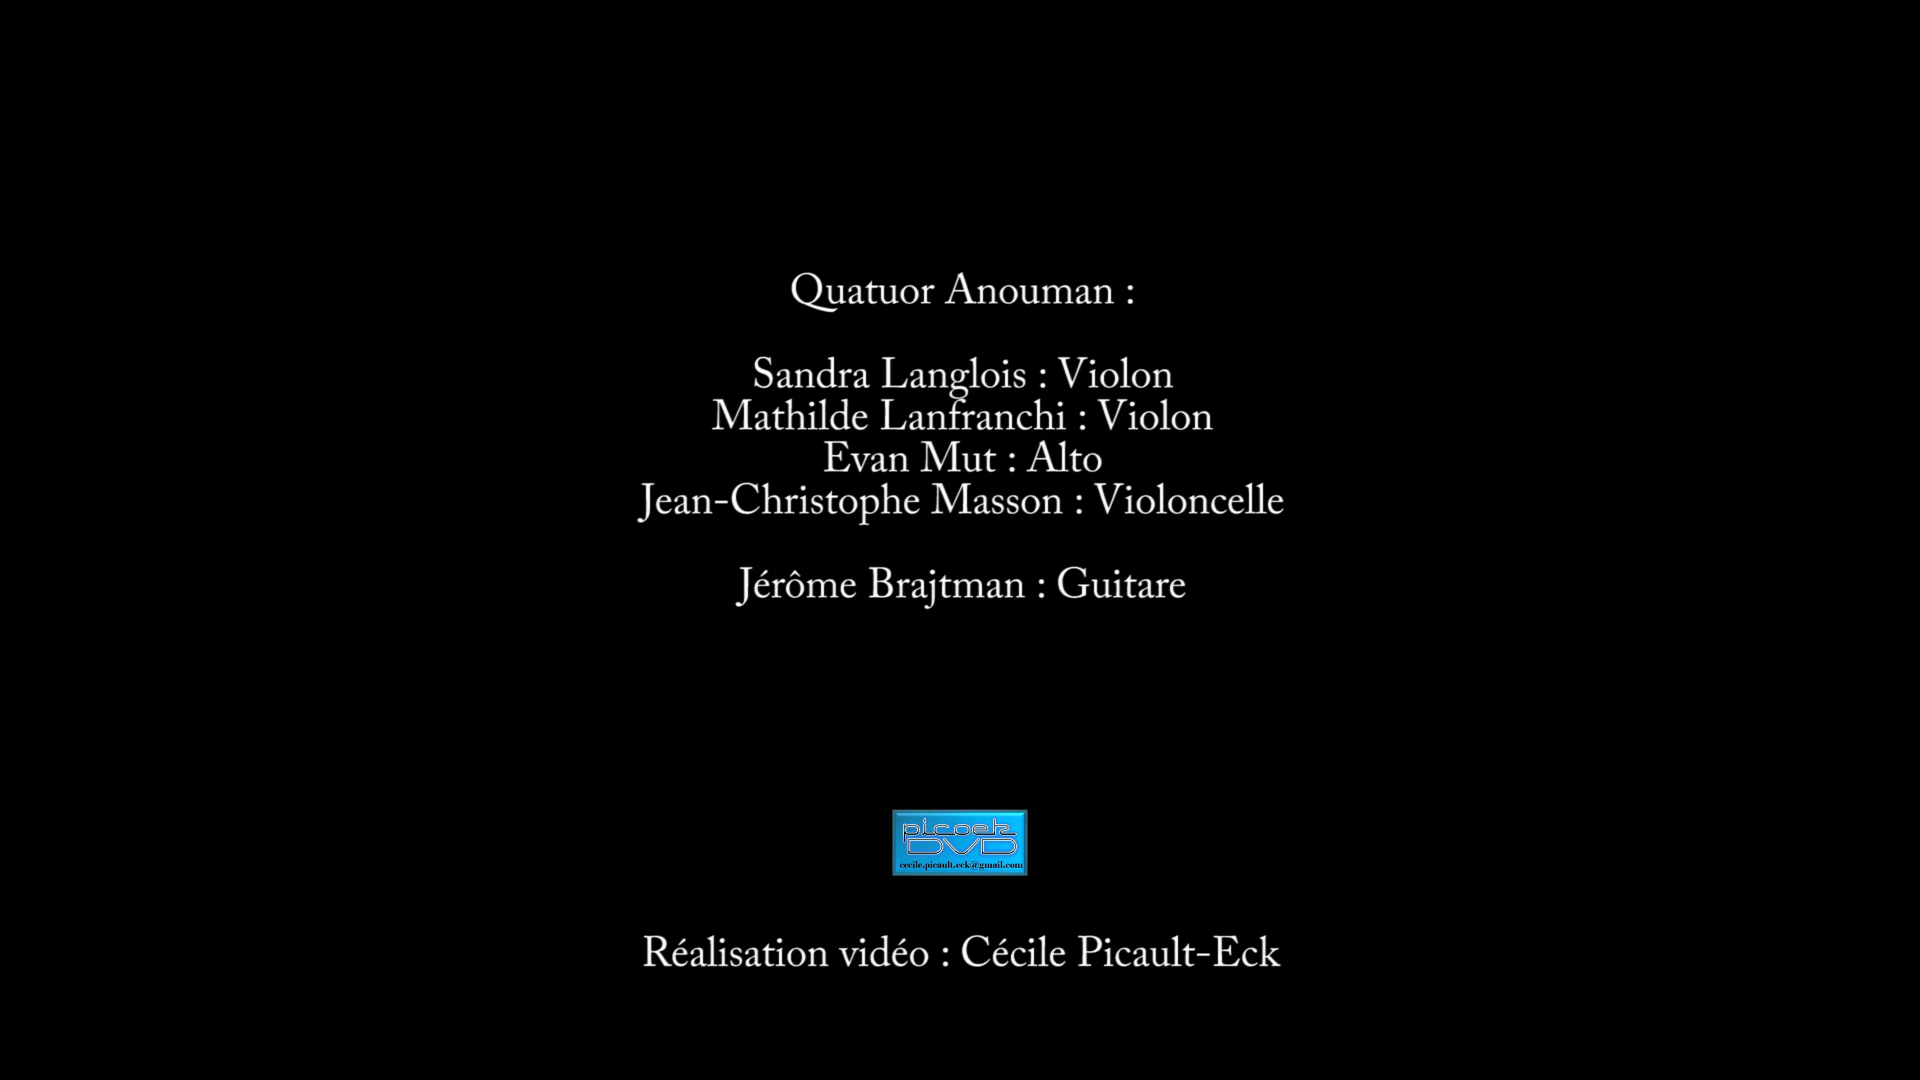 Quatuor Anouman :
Sandra Langlois : Violon
Mathilde Lanfranchi : Violon
Evan Mut : Alto
Jean-Christophe Masson : Violoncelle
Jérôme Brajtman : Guitare
picoek
DVD
cecile.picault.eck@gmail.com
Réalisation vidéo : Cécile Picault-Eck